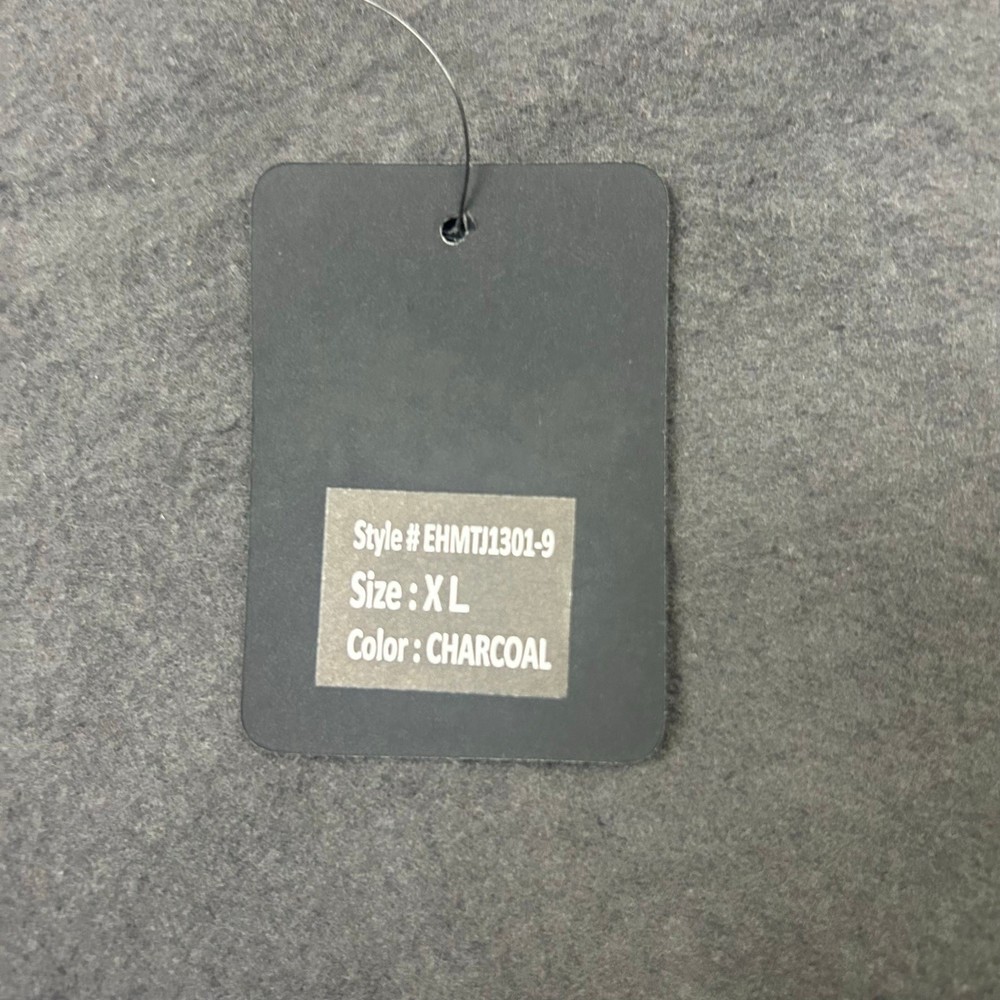 Style # EHMTJ1301-9
Size : X L
Color : CHARCOAL